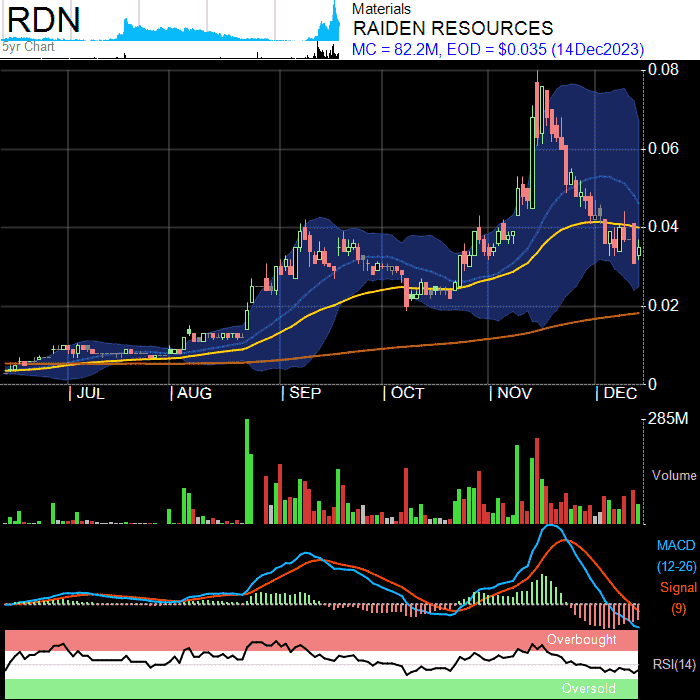 RDN
5yr Chart
Materials
RAIDEN RESOURCES
MC = 82.2M, EOD = $0.035 (14Dec2023)
0.08
0.06
0.04
0.02
0
JUL AUG SEP OCT NOV DEC
285M
Volume
MACD
(12-26)
Signal
(9)
Overbought
RSI(14)
Oversold